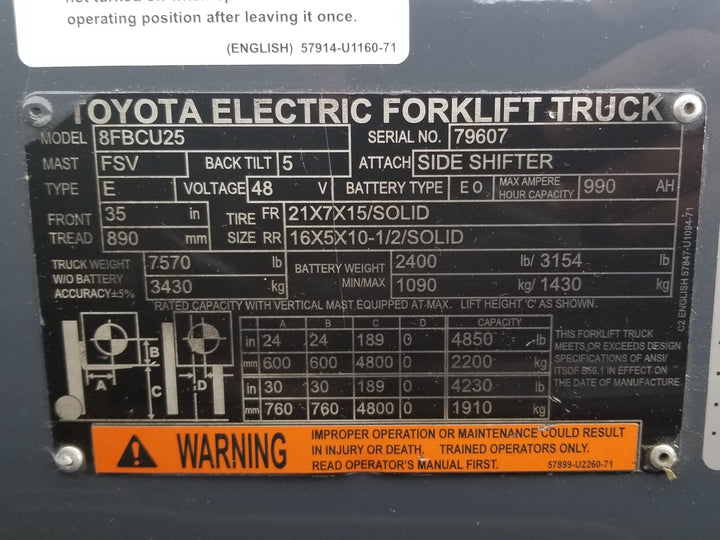 operating position after leaving it once.
(ENGLISH) 57914-U1160-71
TOYOTA ELECTRIC FORKLIFT TRUCK
MODEL 8FBCU25 SERIAL NO. 79607
MAST FSV BACK TILT 5 ATTACH SIDE SHIFTER
TYPE E VOLTAGE 48 V BATTERY TYPE E O MAX AMPERE HOUR CAPACITY 990 AH
FRONT TREAD 35 in TIRE SIZE FR 21X7X15/SOLID
890 mm RR 16X5X10-1/2/SOLID
TRUCK WEIGHT W/O BATTERY ACCURACY±5% 7570 lb BATTERY WEIGHT MIN/MAX 2400 lb/ 3154 lb
3430 kg 1090 kg/ 1430 kg
RATED CAPACITY WITH VERTICAL MAST EQUIPPED AT MAX. LIFT HEIGHT 'C' AS SHOWN.
A B C D CAPACITY
in 24 24 189 0 4850 lb
mm 600 600 4800 0 2200 kg
in 30 30 189 0 4230 lb
mm 760 760 4800 0 1910 kg
A B C D
THIS FORKLIFT TRUCK
MEETS,OR EXCEEDS DESIGN
SPECIFICATIONS OF ANSI/
ITSDF B56.1 IN EFFECT ON
THE DATE OF MANUFACTURE.
C2 ENGLISH 57847-U1094-71
WARNING
IMPROPER OPERATION OR MAINTENANCE COULD RESULT
IN INJURY OR DEATH. TRAINED OPERATORS ONLY.
READ OPERATOR'S MANUAL FIRST. 57899-U2260-71